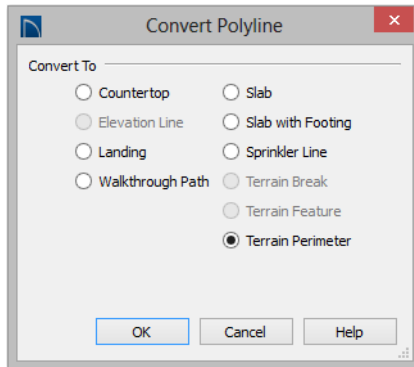 Convert Polyline
Convert To
Countertop
Elevation Line
Landing
Walkthrough Path
Slab
Slab with Footing
Sprinkler Line
Terrain Break
Terrain Feature
Terrain Perimeter
OK Cancel Help